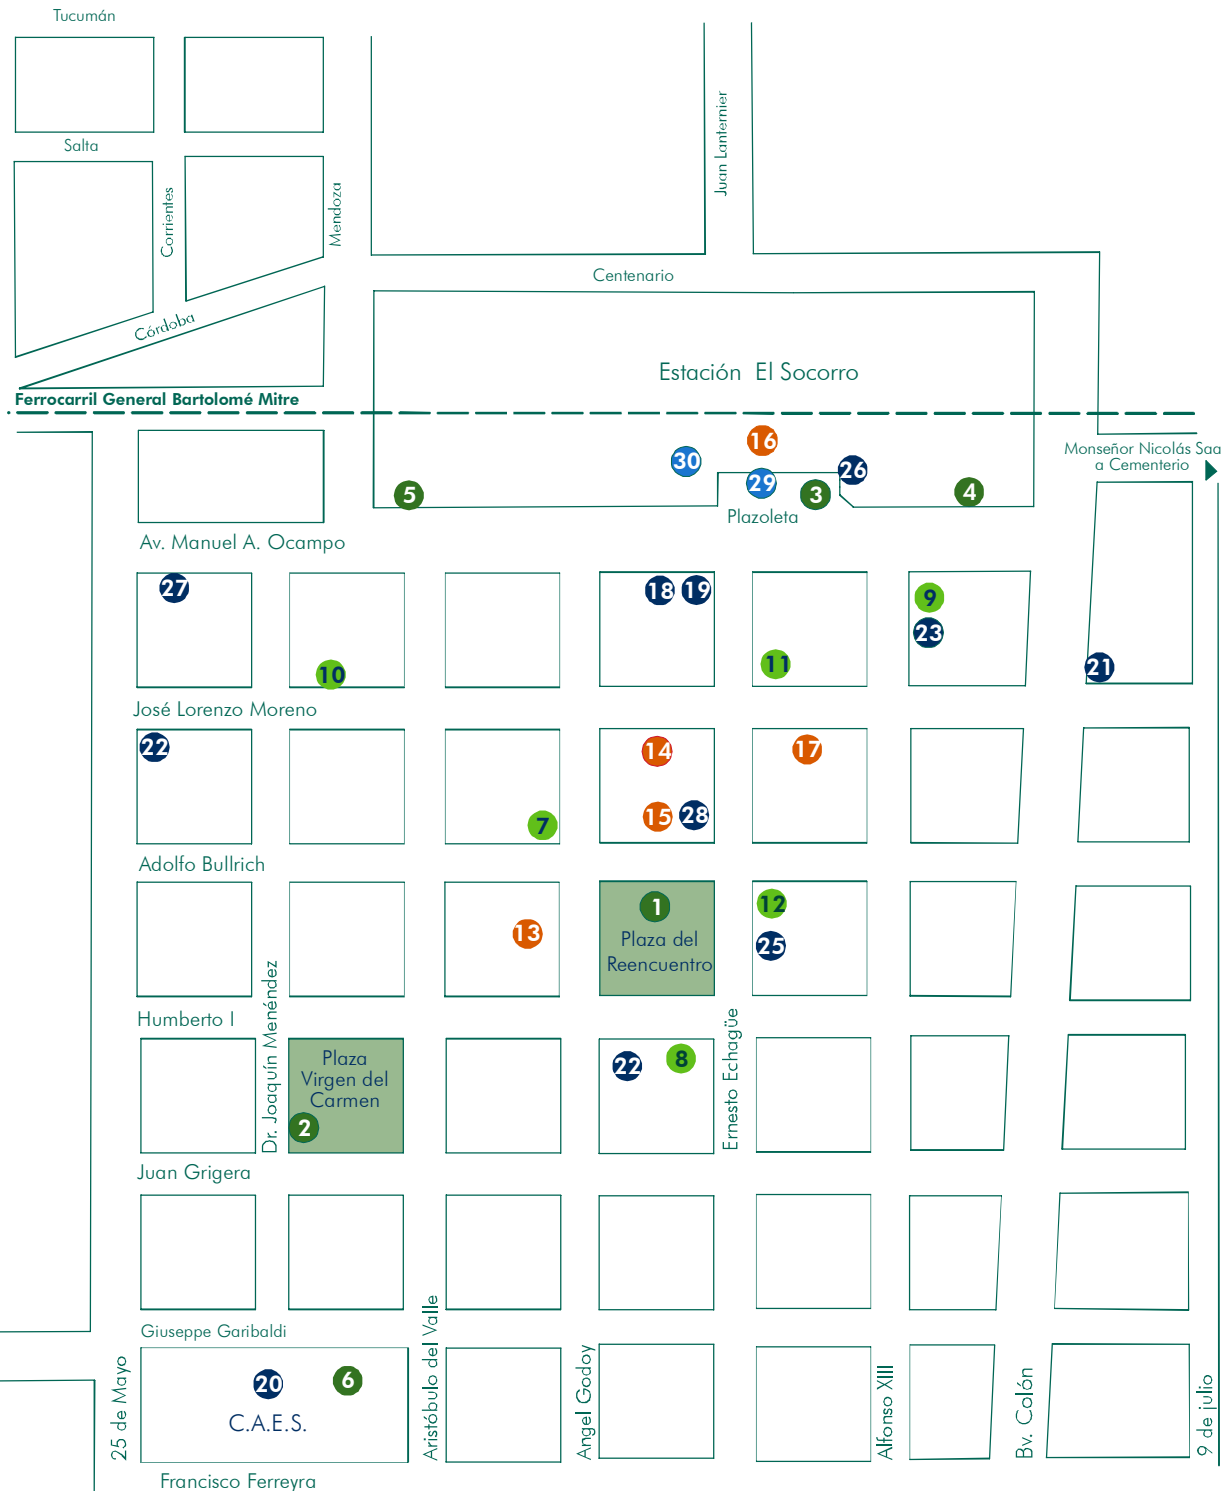 Tucumán
Salta
Corrientes
Mendoza
Juan Lanternier
Centenario
Córdoba
Estación El Socorro
Ferrocarril General Bartolomé Mitre
16
30
26
29
5
3
4
Plazoleta
Monseñor Nicolás Saa
a Cementerio
Av. Manuel A. Ocampo
27
18
19
9
23
10
11
21
José Lorenzo Moreno
22
14
17
7
15
28
Adolfo Bullrich
13
1
Plaza del
Reencuentro
12
25
Humberto I
Dr. Joaquín Menéndez
Plaza
Virgen del
Carmen
2
22
8
Ernesto Echagüe
Juan Grigera
Giuseppe Garibaldi
25 de Mayo
20
6
C.A.E.S.
Aristóbulo del Valle
Angel Godoy
Alfonso XIII
Bv. Colón
9 de julio
Francisco Ferreyra